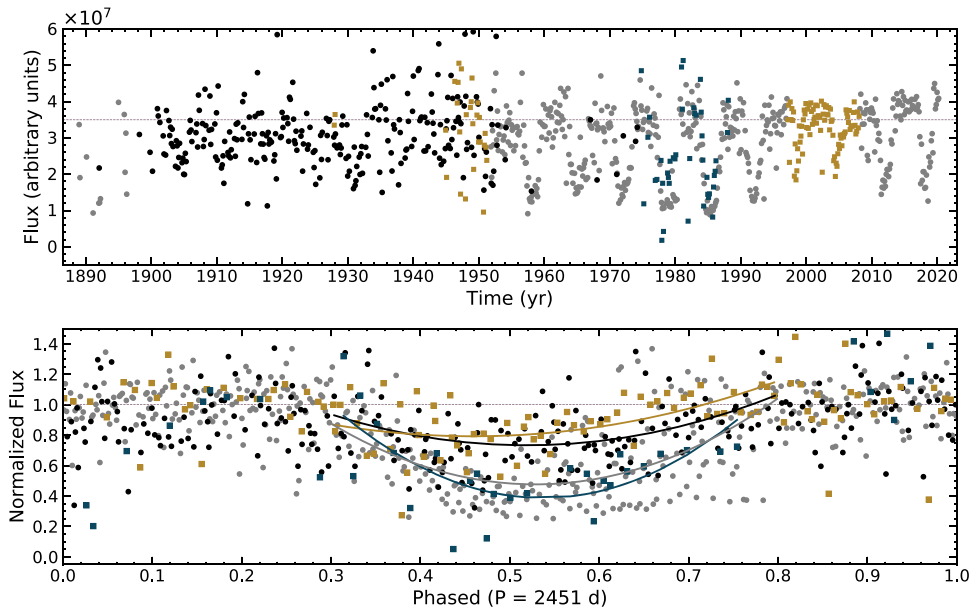 ×10⁷
6
5
4
3
2
1
0
Flux (arbitrary units)
1890 1900 1910 1920 1930 1940 1950 1960 1970 1980 1990 2000 2010 2020
Time (yr)
1.4
1.2
1.0
0.8
0.6
0.4
0.2
0.0
Normalized Flux
0.0 0.1 0.2 0.3 0.4 0.5 0.6 0.7 0.8 0.9 1.0
Phased (P = 2451 d)